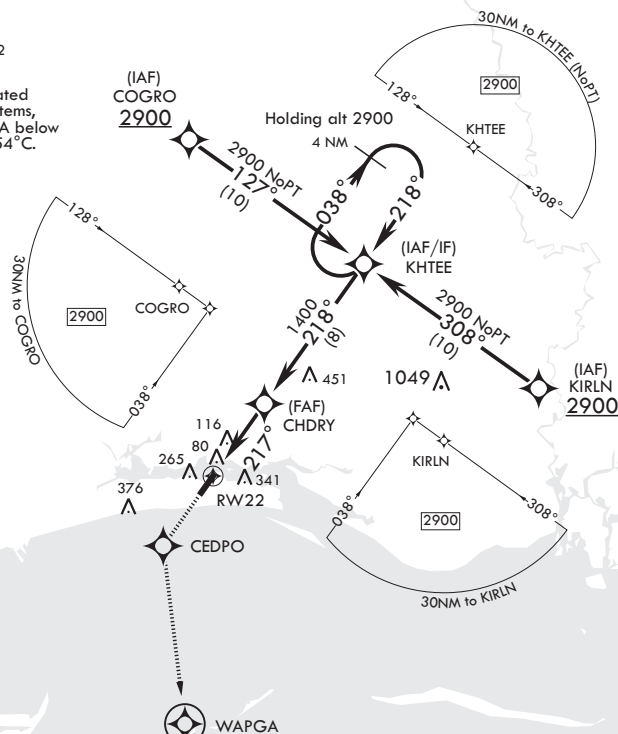 2
ated
tems,
A below
54°C.
(IAF)
COGRO
2900
2900 NoPT
127°
(10)
Holding alt 2900
4 NM
038°
218°
30NM to KHTEE (NoPT)
2900
128°
KHTEE
308°
(IAF/IF)
KHTEE
128°
30NM to COGRO
2900
COGRO
038°
1400
218°
(8)
2900 NoPT
308°
(10)
(IAF)
KIRLN
2900
451
1049
(FAF)
CHDRY
217°
116
80
265
341
376
RW22
KIRLN
038°
2900
308°
30NM to KIRLN
CEDPO
WAPGA